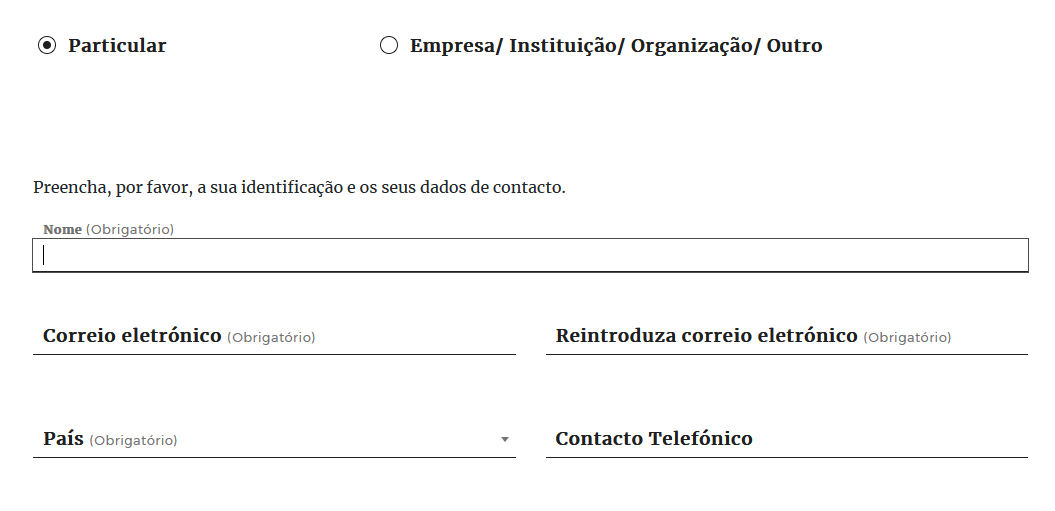 Particular
Empresa/ Instituição/ Organização/ Outro
Preencha, por favor, a sua identificação e os seus dados de contacto.
Nome (Obrigatório)
Correio eletrónico (Obrigatório)
Reintroduza correio eletrónico (Obrigatório)
País (Obrigatório)
Contacto Telefónico